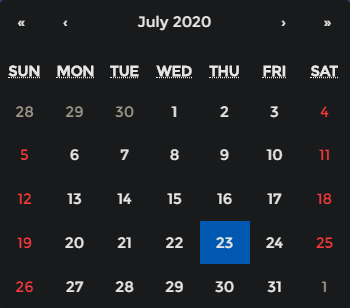 « ‹ July 2020 › »
SUN MON TUE WED THU FRI SAT
28 29 30 1 2 3 4
5 6 7 8 9 10 11
12 13 14 15 16 17 18
19 20 21 22 23 24 25
26 27 28 29 30 31 1